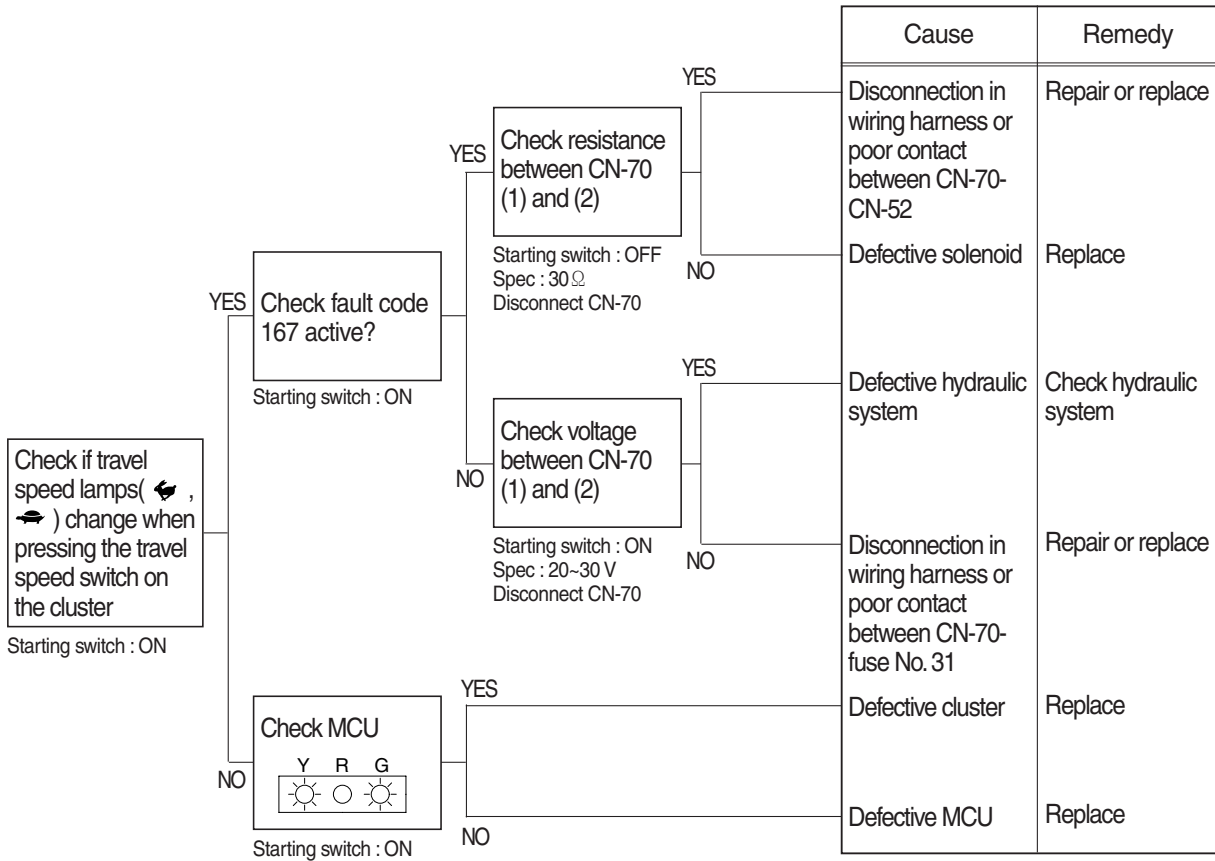 Check if travel
speed lamps( ,
) change when
pressing the travel
speed switch on
the cluster
Starting switch : ON
YES
Check fault code
167 active?
Starting switch : ON
YES
Check resistance
between CN-70
(1) and (2)
Starting switch : OFF
Spec : 30Ω
Disconnect CN-70
YES
NO
NO
Check voltage
between CN-70
(1) and (2)
Starting switch : ON
Spec : 20~30 V
Disconnect CN-70
YES
NO
NO
Check MCU
Y R G
Starting switch : ON
YES
NO
Cause Remedy
Disconnection in Repair or replace
wiring harness or
poor contact
between CN-70-
CN-52
Defective solenoid Replace
Defective hydraulic Check hydraulic
system system
Disconnection in Repair or replace
wiring harness or
poor contact
between CN-70-
fuse No. 31
Defective cluster Replace
Defective MCU Replace